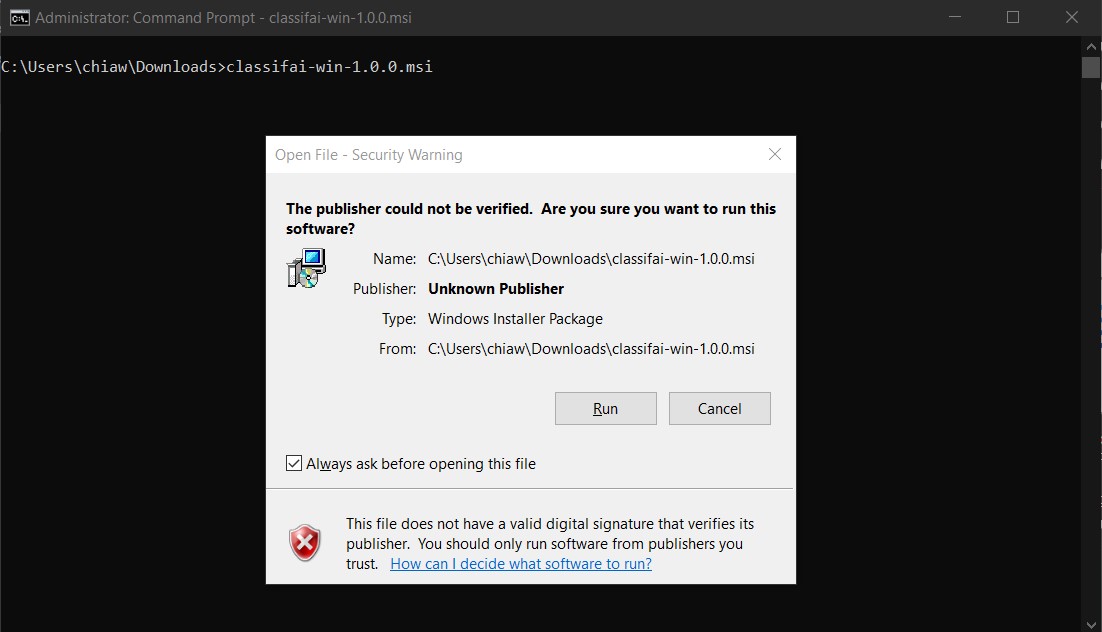 Administrator: Command Prompt - classifai-win-1.0.0.msi
C:\Users\chiaw\Downloads>classifai-win-1.0.0.msi
Open File - Security Warning
The publisher could not be verified.  Are you sure you want to run this
software?
Name: C:\Users\chiaw\Downloads\classifai-win-1.0.0.msi
Publisher: Unknown Publisher
Type: Windows Installer Package
From: C:\Users\chiaw\Downloads\classifai-win-1.0.0.msi
Run Cancel
Always ask before opening this file
This file does not have a valid digital signature that verifies its
publisher.  You should only run software from publishers you
trust.  How can I decide what software to run?